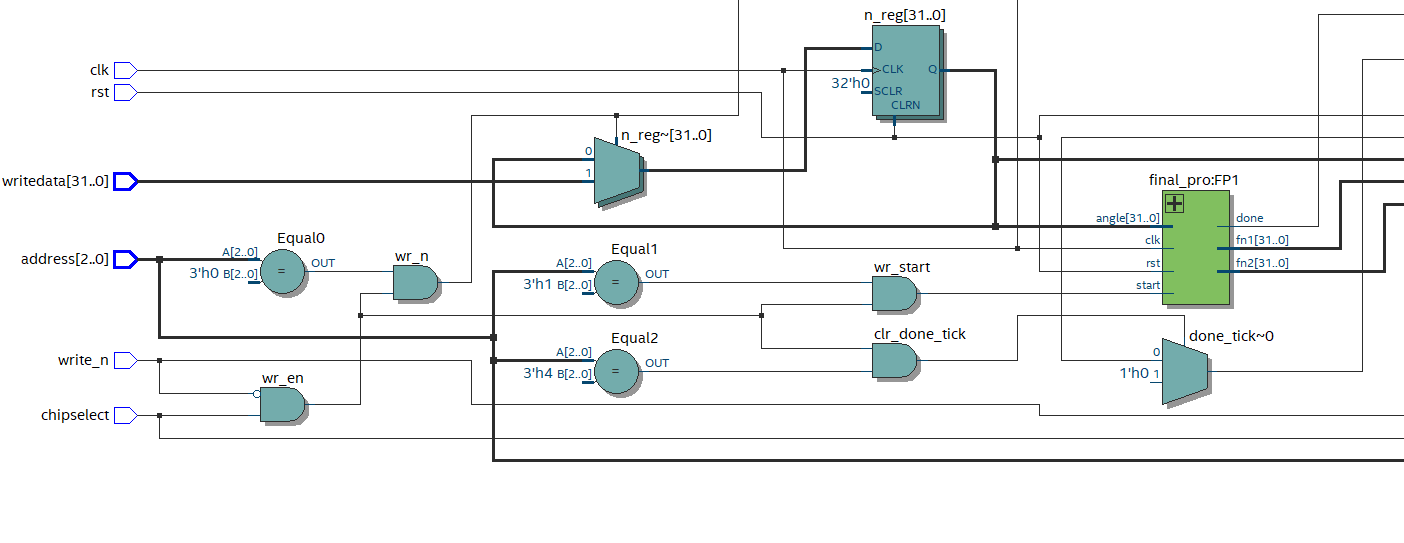 n_reg[31..0]
D
clk
CLK
Q
rst
32'h0
SCLR
CLRN
n_reg~[31..0]
0
1
writedata[31..0]
final_pro:FP1
angle[31..0]
done
clk
fn1[31..0]
rst
fn2[31..0]
start
Equal0
address[2..0]
A[2..0]
OUT
3'h0 B[2..0]
=
wr_n
Equal1
A[2..0]
OUT
3'h1 B[2..0]
=
wr_start
Equal2
A[2..0]
OUT
3'h4 B[2..0]
=
clr_done_tick
done_tick~0
0
1'h0 1
write_n
wr_en
chipselect